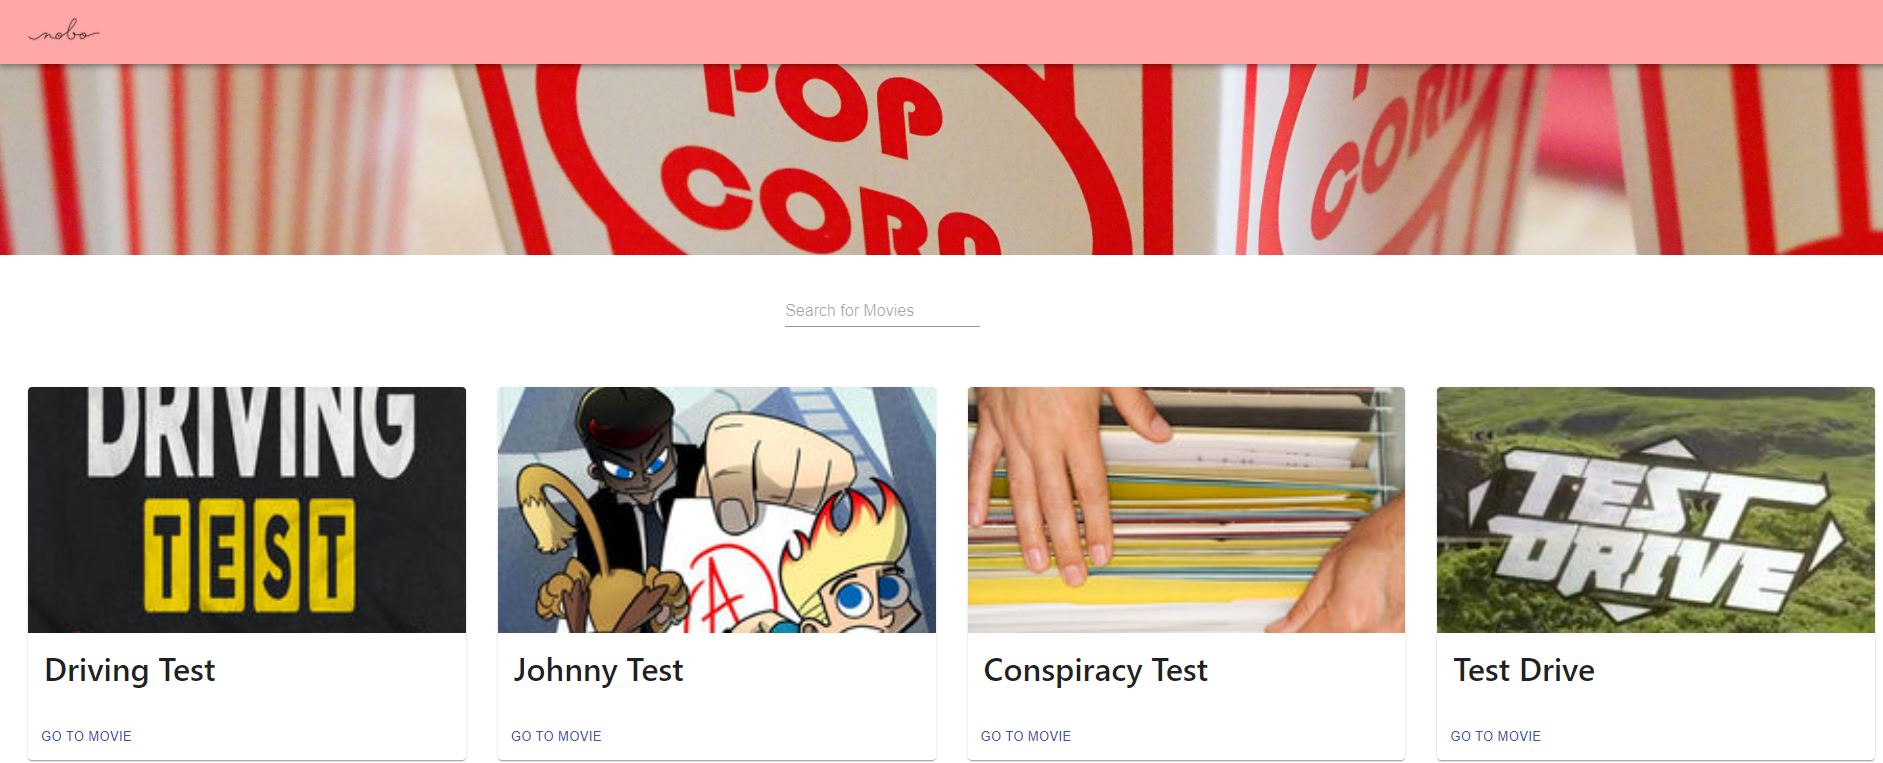 nobo
POP
CORN
CORN
Search for Movies
DRIVING
TEST
A
TEST
DRIVE
Driving Test
Johnny Test
Conspiracy Test
Test Drive
GO TO MOVIE
GO TO MOVIE
GO TO MOVIE
GO TO MOVIE